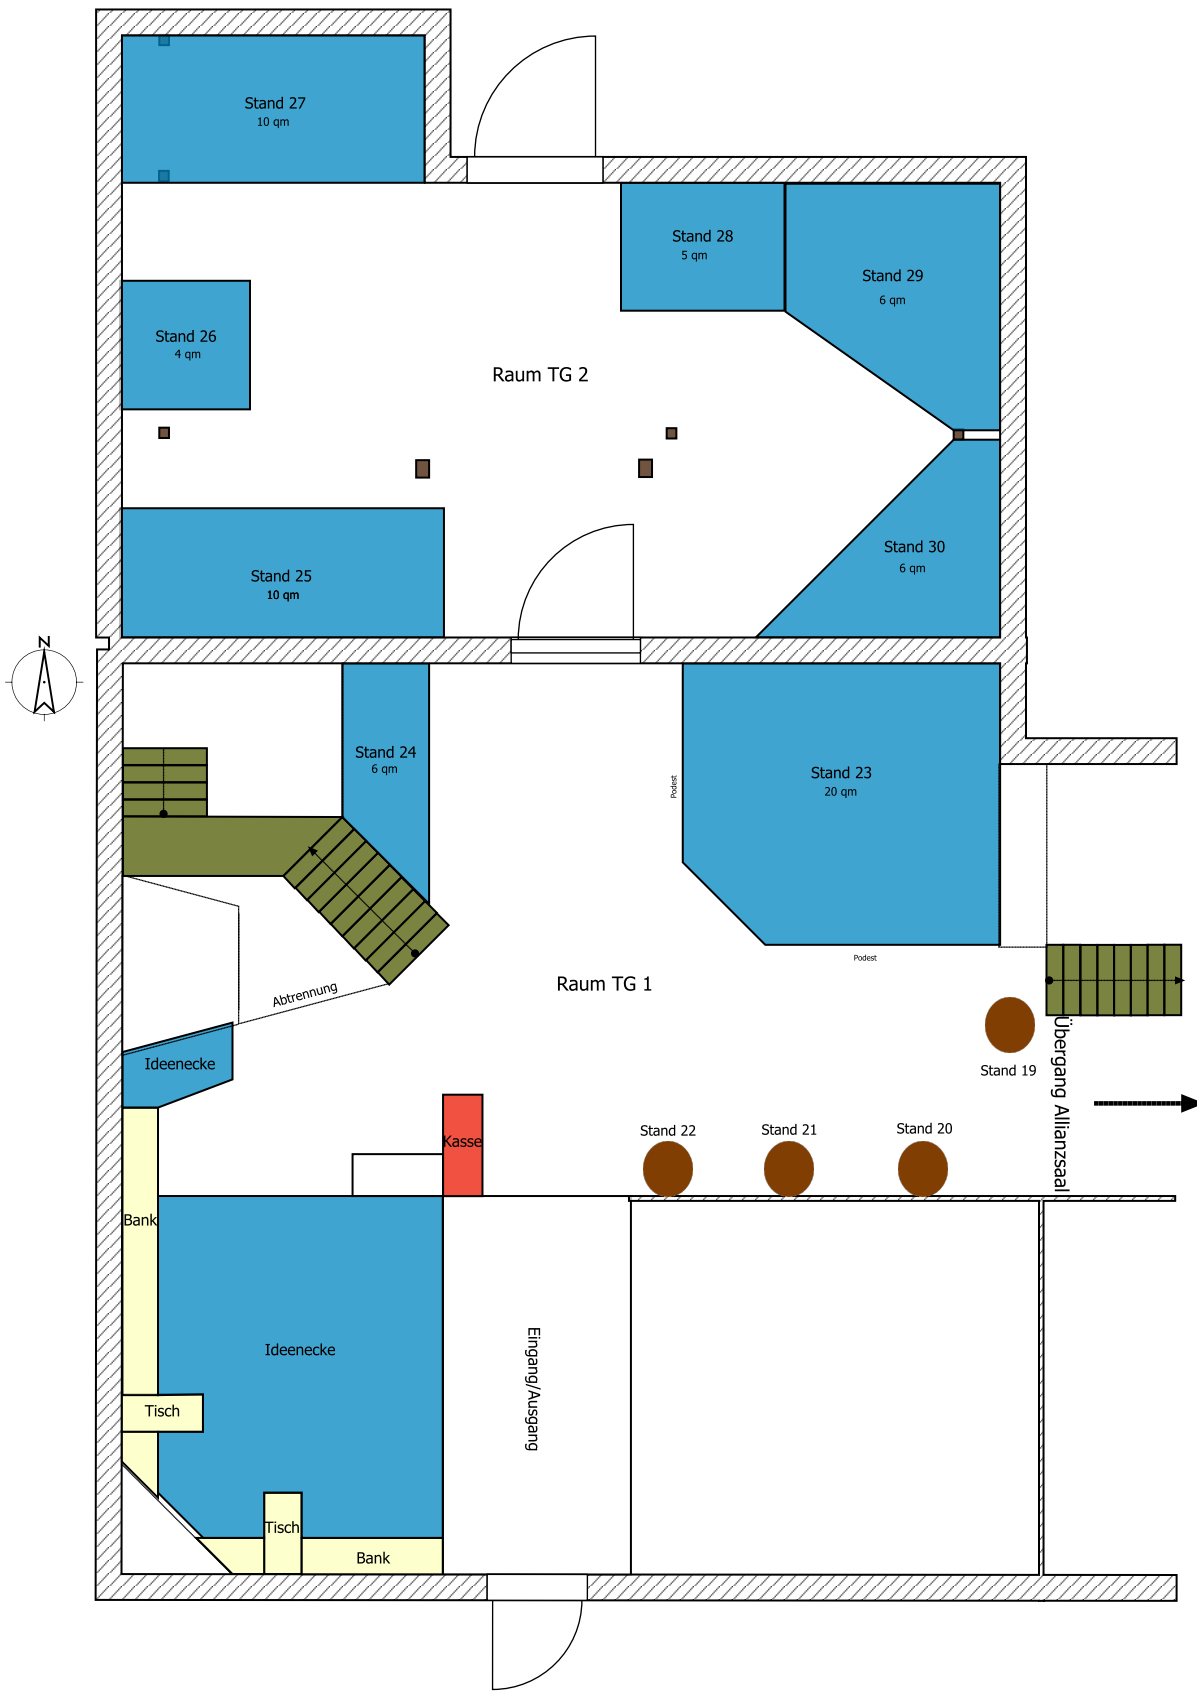 Stand 27
10 qm
Stand 28
5 qm
Stand 29
6 qm
Stand 26
4 qm
Raum TG 2
Stand 30
6 qm
Stand 25
10 qm
N
Stand 24
6 qm
Stand 23
20 qm
Podest
Podest
Raum TG 1
Abtrennung
Ideenecke
Stand 19
Übergang Allianzsaal
Kasse
Stand 22
Stand 21
Stand 20
Bank
Ideenecke
Eingang/Ausgang
Tisch
Tisch
Bank